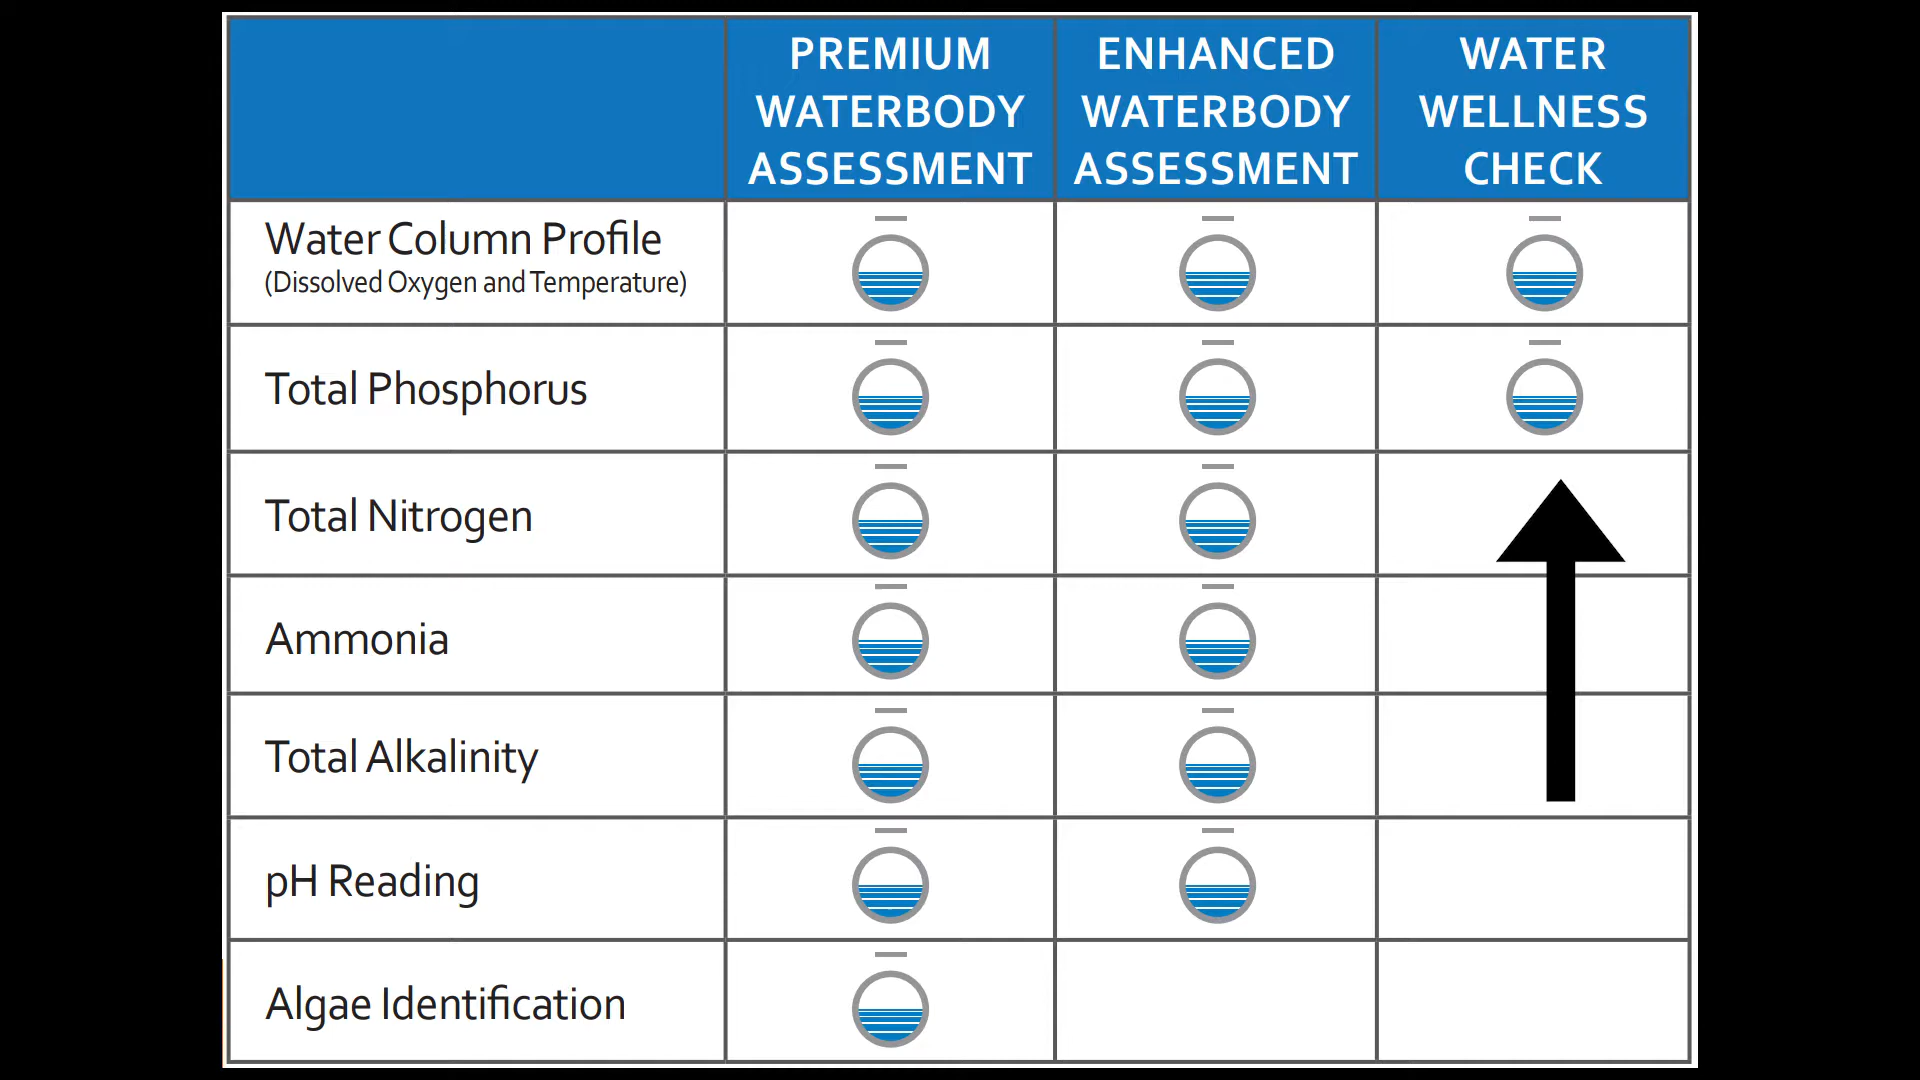 PREMIUM
WATERBODY
ASSESSMENT
ENHANCED
WATERBODY
ASSESSMENT
WATER
WELLNESS
CHECK
Water Column Profile
(Dissolved Oxygen and Temperature)
Total Phosphorus
Total Nitrogen
Ammonia
Total Alkalinity
pH Reading
Algae Identification